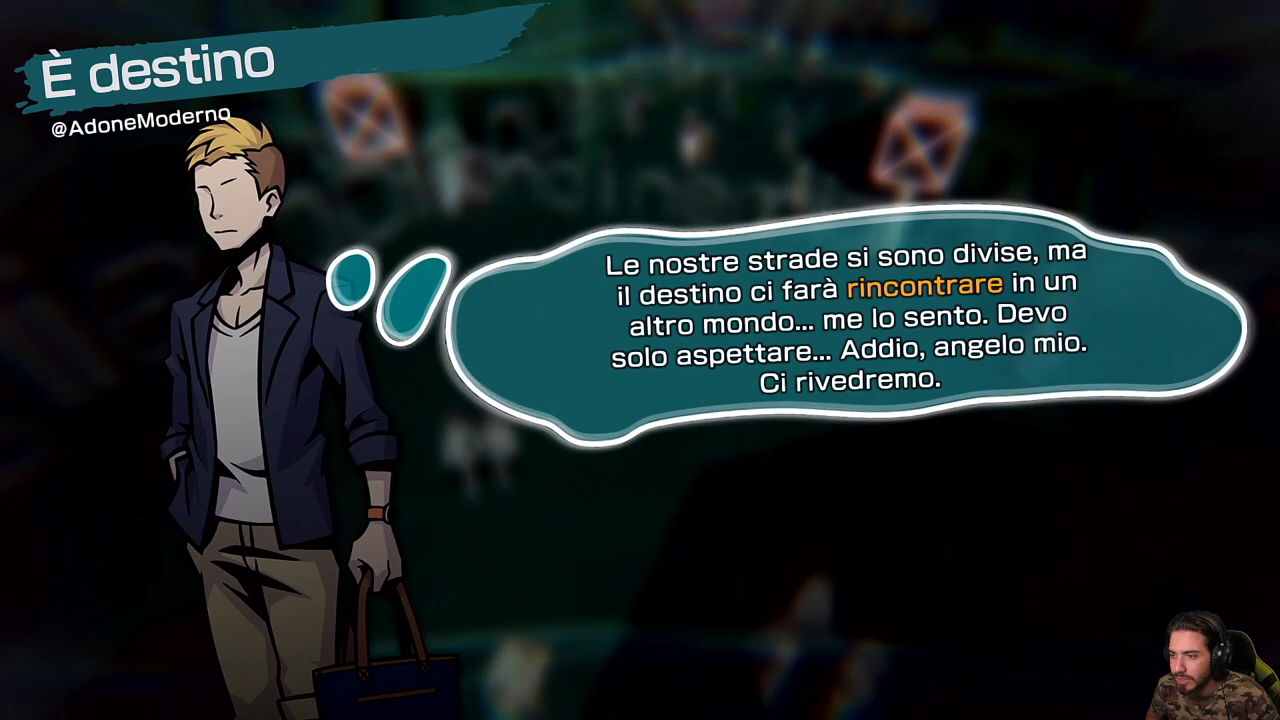 È destino
@AdoneModerno
Le nostre strade si sono divise, ma
il destino ci farà rincontrare in un
altro mondo... me lo sento. Devo
solo aspettare... Addio, angelo mio.
Ci rivedremo.